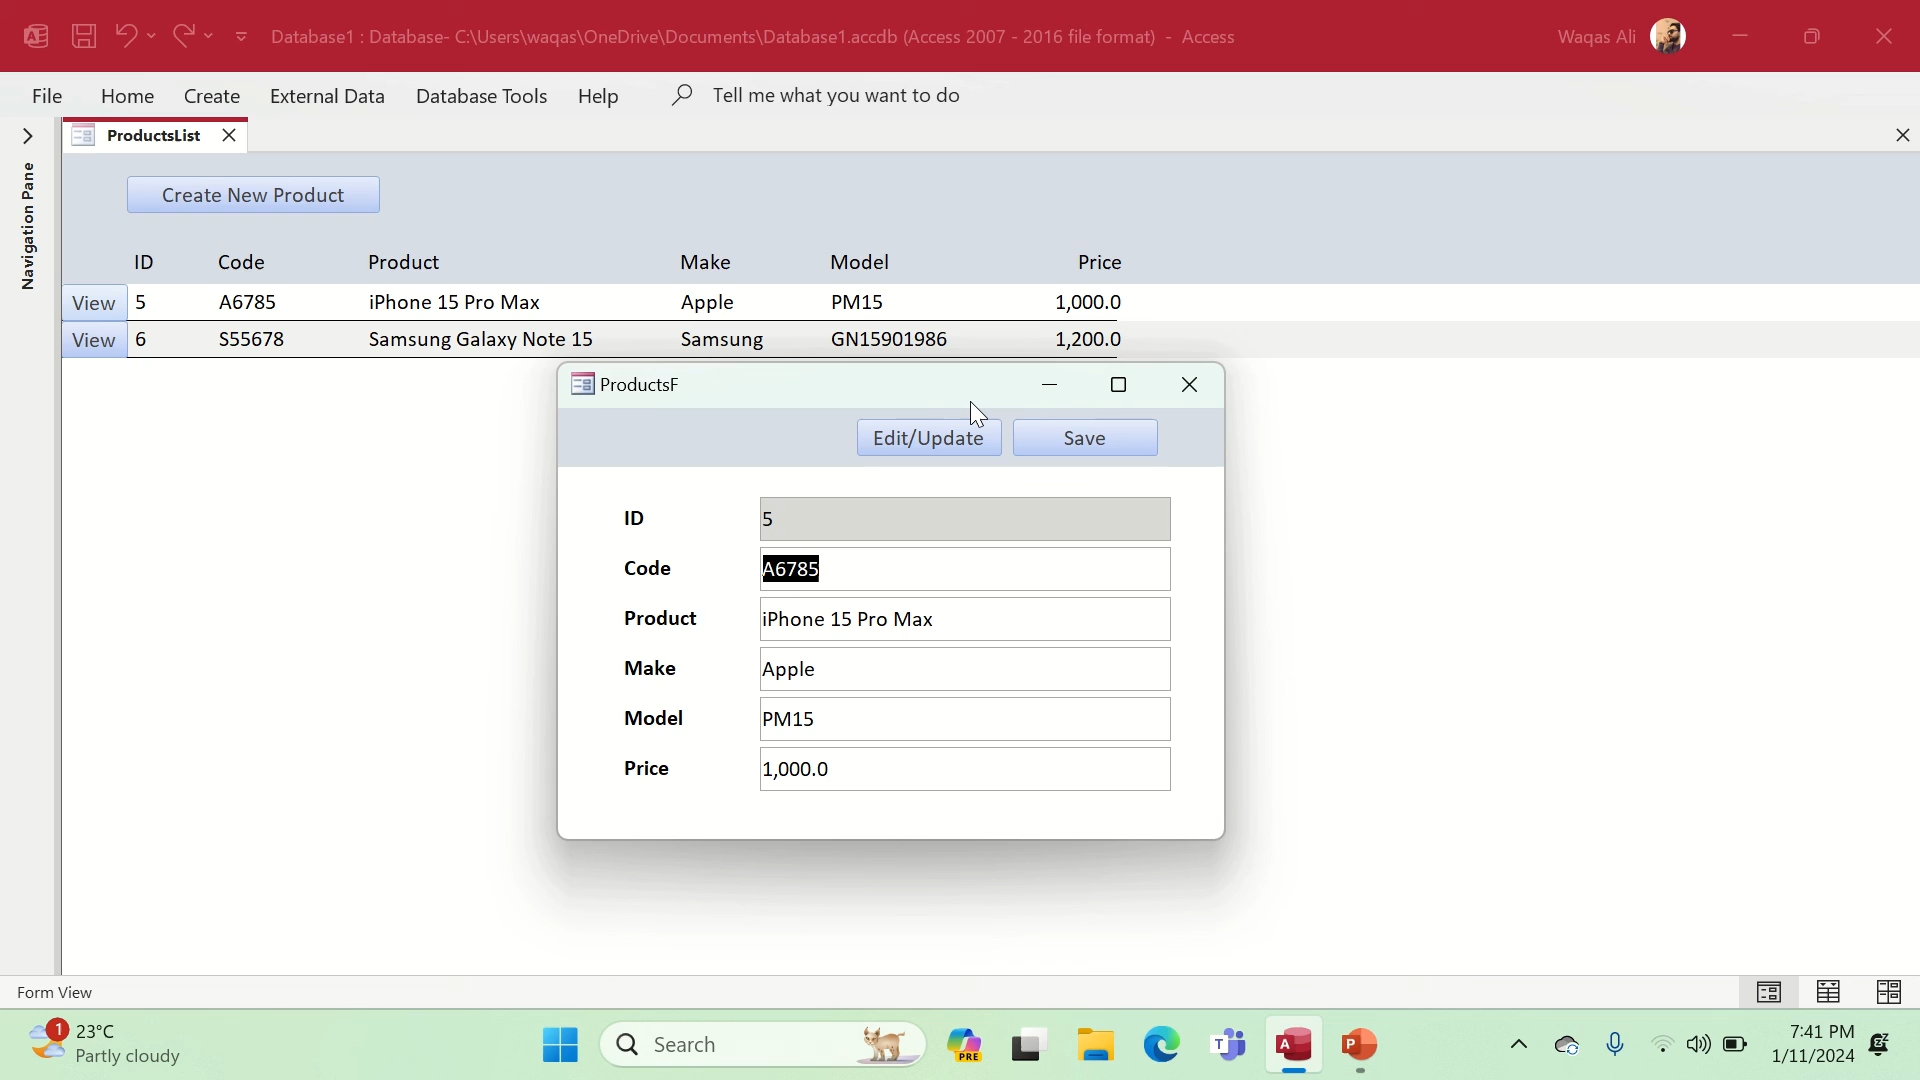 Database1 : Database- C:\Users\waqas\OneDrive\Documents\Database1.accdb (Access 2007 - 2016 file format) - Access
Waqas Ali
File Home Create External Data Database Tools Help Tell me what you want to do
ProductsList
Navigation Pane
Create New Product
ID Code Product Make Model Price
View 5 A6785 iPhone 15 Pro Max Apple PM15 1,000.0
View 6 S55678 Samsung Galaxy Note 15 Samsung GN15901986 1,200.0
ProductsF
Edit/Update Save
ID 5
Code A6785
Product iPhone 15 Pro Max
Make Apple
Model PM15
Price 1,000.0
Form View
1 23°C
Partly cloudy
Search
PRE
7:41 PM
1/11/2024